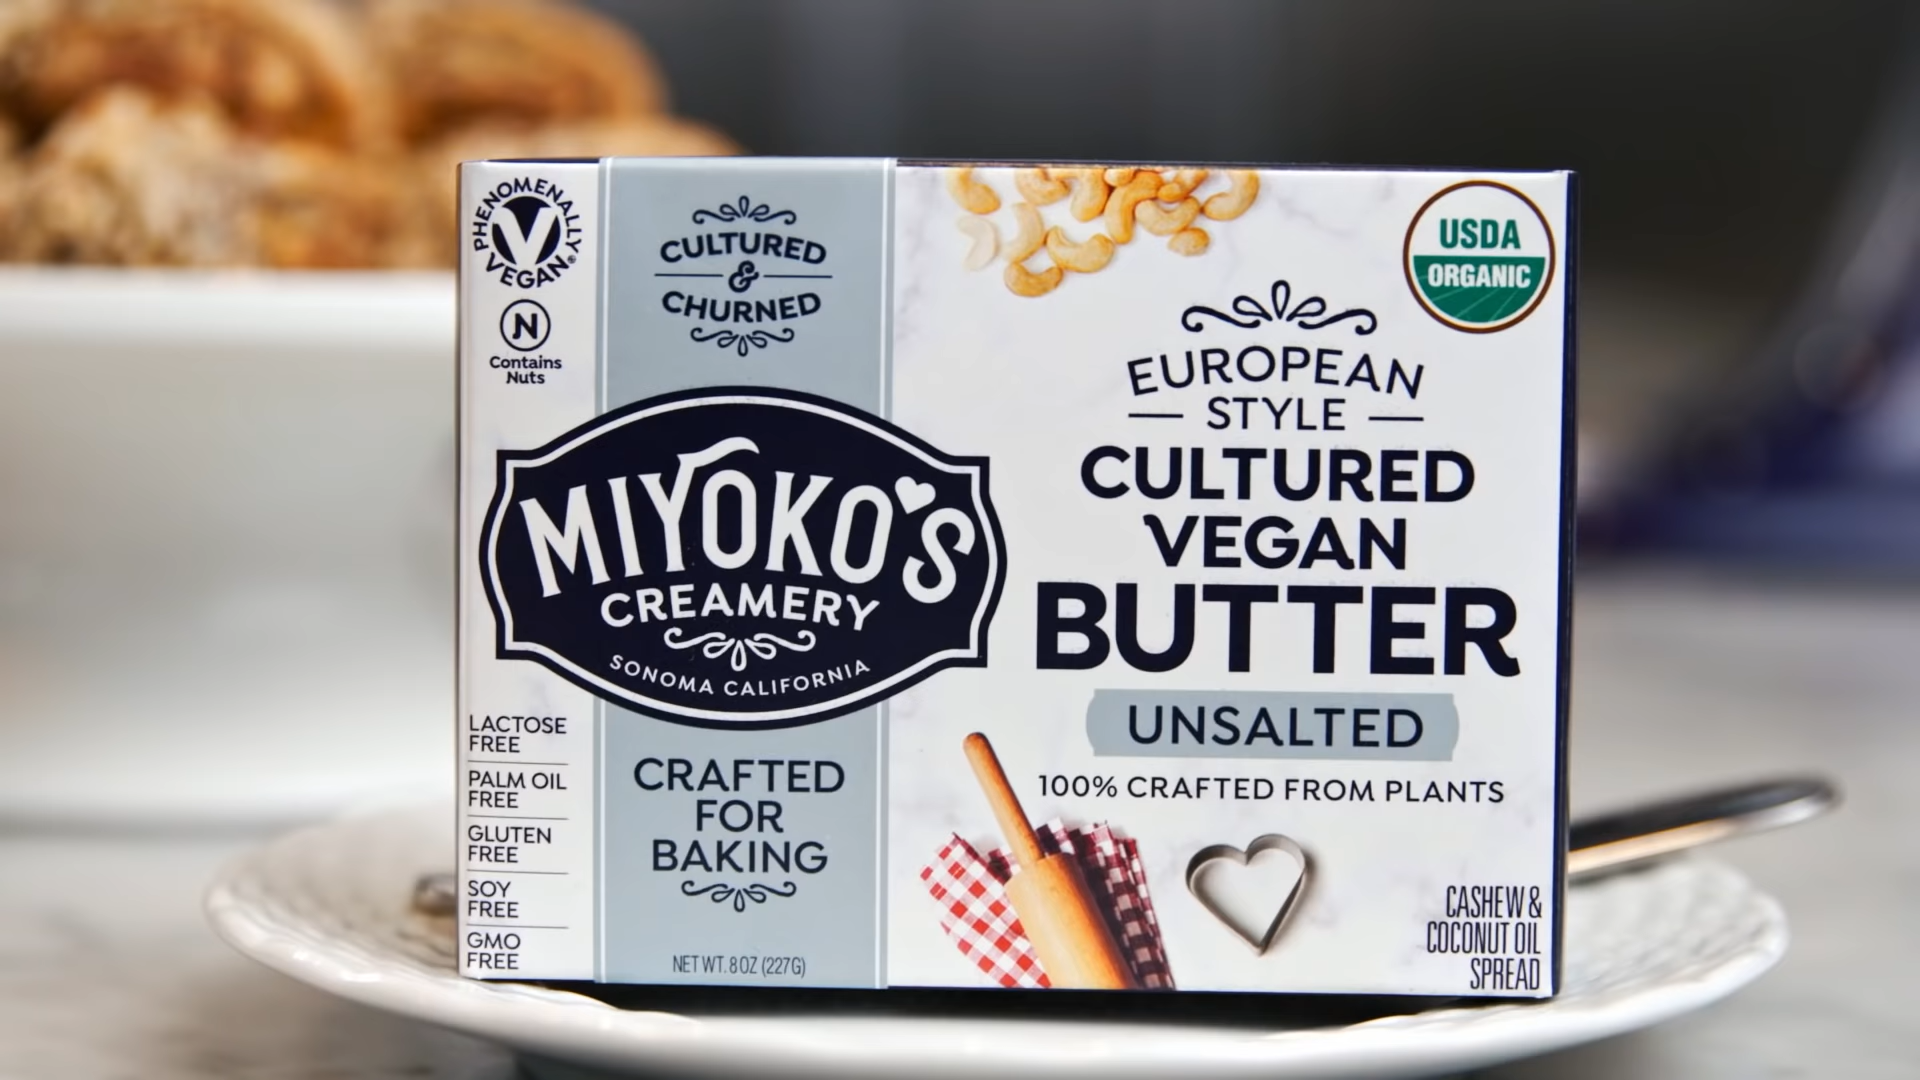 PHENOMENALLY
VEGAN®
V
N
Contains
Nuts
CULTURED
&
CHURNED
MIYOKO'S
CREAMERY
SONOMA CALIFORNIA
LACTOSE
FREE
PALM OIL
FREE
GLUTEN
FREE
SOY
FREE
GMO
FREE
CRAFTED
FOR
BAKING
NET WT. 8 OZ (227G)
USDA
ORGANIC
EUROPEAN
STYLE
CULTURED
VEGAN
BUTTER
UNSALTED
100% CRAFTED FROM PLANTS
CASHEW &
COCONUT OIL
SPREAD